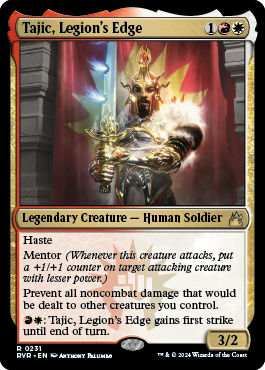 Tajic, Legion's Edge
1
Legendary Creature — Human Soldier
Haste
Mentor (Whenever this creature attacks, put
a +1/+1 counter on target attacking creature
with lesser power.)
Prevent all noncombat damage that would
be dealt to other creatures you control.
: Tajic, Legion's Edge gains first strike
until end of turn.
3/2
R 0231
RVR • EN Anthony Palumbo
™ & © 2024 Wizards of the Coast